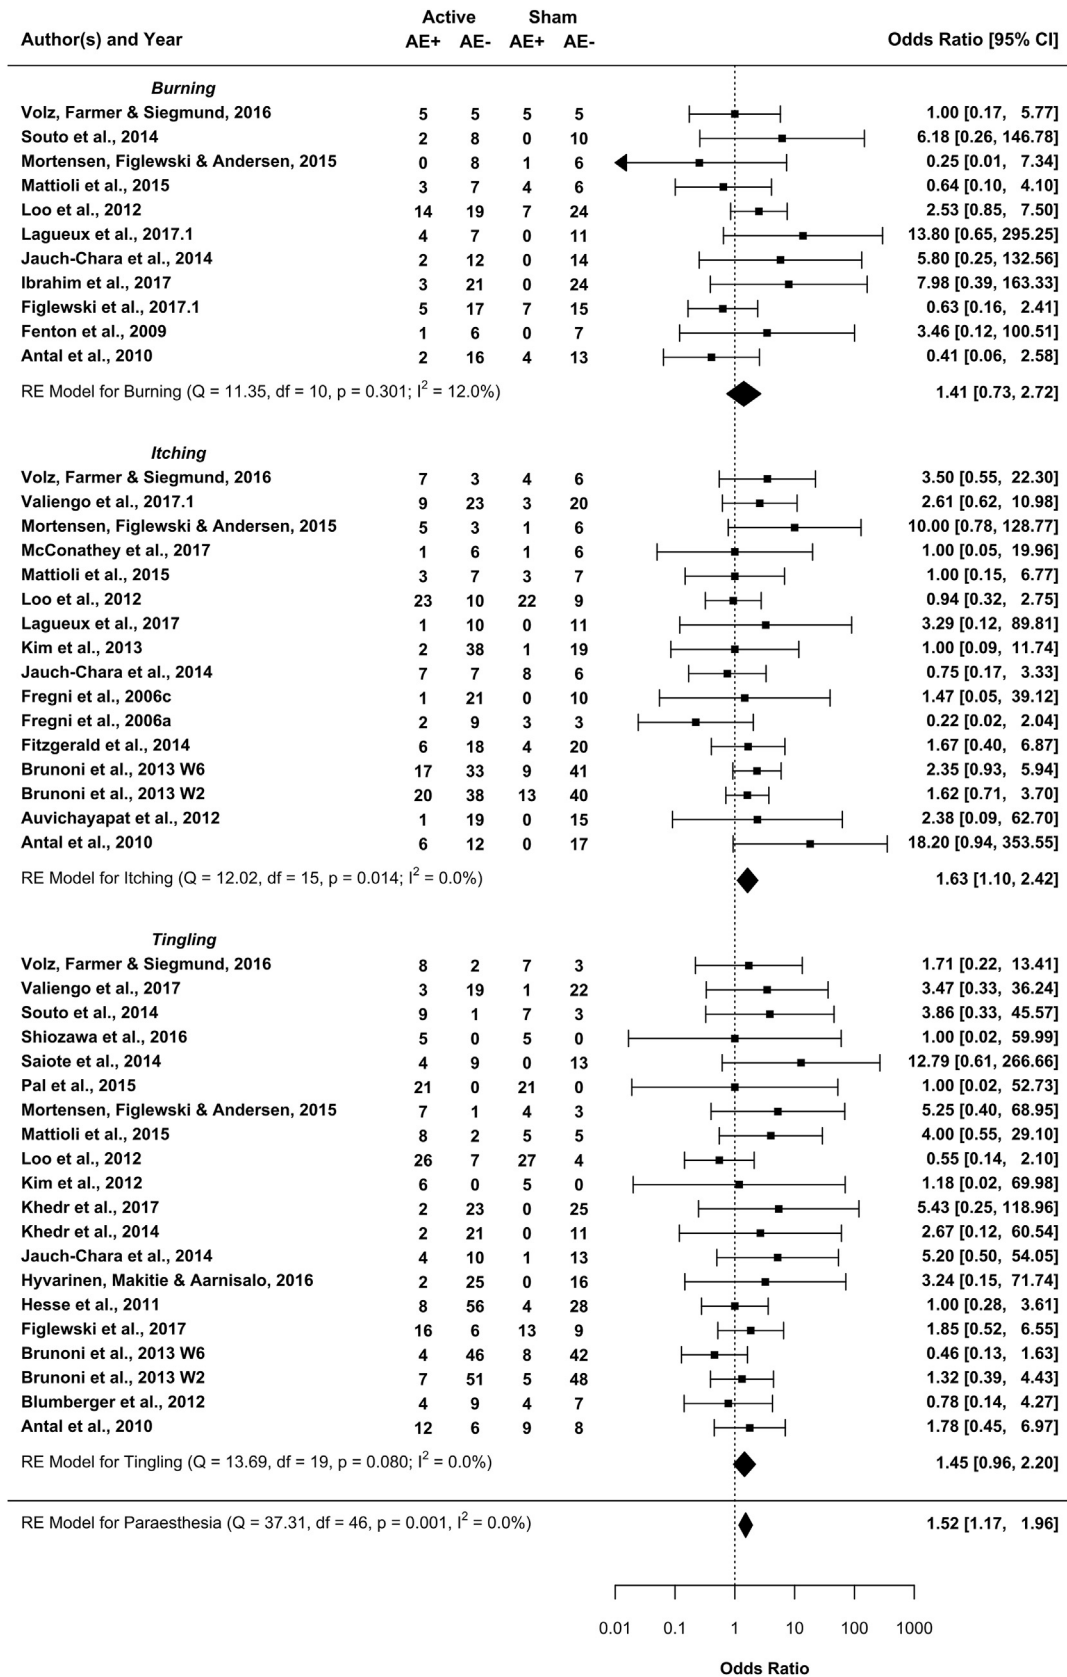 Active Sham
Author(s) and Year AE+ AE- AE+ AE- Odds Ratio [95% CI]
Burning
Volz, Farmer & Siegmund, 2016 5 5 5 5 1.00 [0.17, 5.77]
Souto et al., 2014 2 8 0 10 6.18 [0.26, 146.78]
Mortensen, Figlewski & Andersen, 2015 0 8 1 6 0.25 [0.01, 7.34]
Mattioli et al., 2015 3 7 4 6 0.64 [0.10, 4.10]
Loo et al., 2012 14 19 7 24 2.53 [0.85, 7.50]
Lagueux et al., 2017.1 4 7 0 11 13.80 [0.65, 295.25]
Jauch-Chara et al., 2014 2 12 0 14 5.80 [0.25, 132.56]
Ibrahim et al., 2017 3 21 0 24 7.98 [0.39, 163.33]
Figlewski et al., 2017.1 5 17 7 15 0.63 [0.16, 2.41]
Fenton et al., 2009 1 6 0 7 3.46 [0.12, 100.51]
Antal et al., 2010 2 16 4 13 0.41 [0.06, 2.58]
RE Model for Burning (Q = 11.35, df = 10, p = 0.301; I² = 12.0%) 1.41 [0.73, 2.72]
Itching
Volz, Farmer & Siegmund, 2016 7 3 4 6 3.50 [0.55, 22.30]
Valiengo et al., 2017.1 9 23 3 20 2.61 [0.62, 10.98]
Mortensen, Figlewski & Andersen, 2015 5 3 1 6 10.00 [0.78, 128.77]
McConathey et al., 2017 1 6 1 6 1.00 [0.05, 19.96]
Mattioli et al., 2015 3 7 3 7 1.00 [0.15, 6.77]
Loo et al., 2012 23 10 22 9 0.94 [0.32, 2.75]
Lagueux et al., 2017 1 10 0 11 3.29 [0.12, 89.81]
Kim et al., 2013 2 38 1 19 1.00 [0.09, 11.74]
Jauch-Chara et al., 2014 7 7 8 6 0.75 [0.17, 3.33]
Fregni et al., 2006c 1 21 0 10 1.47 [0.05, 39.12]
Fregni et al., 2006a 2 9 3 3 0.22 [0.02, 2.04]
Fitzgerald et al., 2014 6 18 4 20 1.67 [0.40, 6.87]
Brunoni et al., 2013 W6 17 33 9 41 2.35 [0.93, 5.94]
Brunoni et al., 2013 W2 20 38 13 40 1.62 [0.71, 3.70]
Auvichayapat et al., 2012 1 19 0 15 2.38 [0.09, 62.70]
Antal et al., 2010 6 12 0 17 18.20 [0.94, 353.55]
RE Model for Itching (Q = 12.02, df = 15, p = 0.014; I² = 0.0%) 1.63 [1.10, 2.42]
Tingling
Volz, Farmer & Siegmund, 2016 8 2 7 3 1.71 [0.22, 13.41]
Valiengo et al., 2017 3 19 1 22 3.47 [0.33, 36.24]
Souto et al., 2014 9 1 7 3 3.86 [0.33, 45.57]
Shiozawa et al., 2016 5 0 5 0 1.00 [0.02, 59.99]
Saiote et al., 2014 4 9 0 13 12.79 [0.61, 266.66]
Pal et al., 2015 21 0 21 0 1.00 [0.02, 52.73]
Mortensen, Figlewski & Andersen, 2015 7 1 4 3 5.25 [0.40, 68.95]
Mattioli et al., 2015 8 2 5 5 4.00 [0.55, 29.10]
Loo et al., 2012 26 7 27 4 0.55 [0.14, 2.10]
Kim et al., 2012 6 0 5 0 1.18 [0.02, 69.98]
Khedr et al., 2017 2 23 0 25 5.43 [0.25, 118.96]
Khedr et al., 2014 2 21 0 11 2.67 [0.12, 60.54]
Jauch-Chara et al., 2014 4 10 1 13 5.20 [0.50, 54.05]
Hyvarinen, Makitie & Aarnisalo, 2016 2 25 0 16 3.24 [0.15, 71.74]
Hesse et al., 2011 8 56 4 28 1.00 [0.28, 3.61]
Figlewski et al., 2017 16 6 13 9 1.85 [0.52, 6.55]
Brunoni et al., 2013 W6 4 46 8 42 0.46 [0.13, 1.63]
Brunoni et al., 2013 W2 7 51 5 48 1.32 [0.39, 4.43]
Blumberger et al., 2012 4 9 4 7 0.78 [0.14, 4.27]
Antal et al., 2010 12 6 9 8 1.78 [0.45, 6.97]
RE Model for Tingling (Q = 13.69, df = 19, p = 0.080; I² = 0.0%) 1.45 [0.96, 2.20]
RE Model for Paraesthesia (Q = 37.31, df = 46, p = 0.001, I² = 0.0%) 1.52 [1.17, 1.96]
0.01 0.1 1 10 100 1000
Odds Ratio